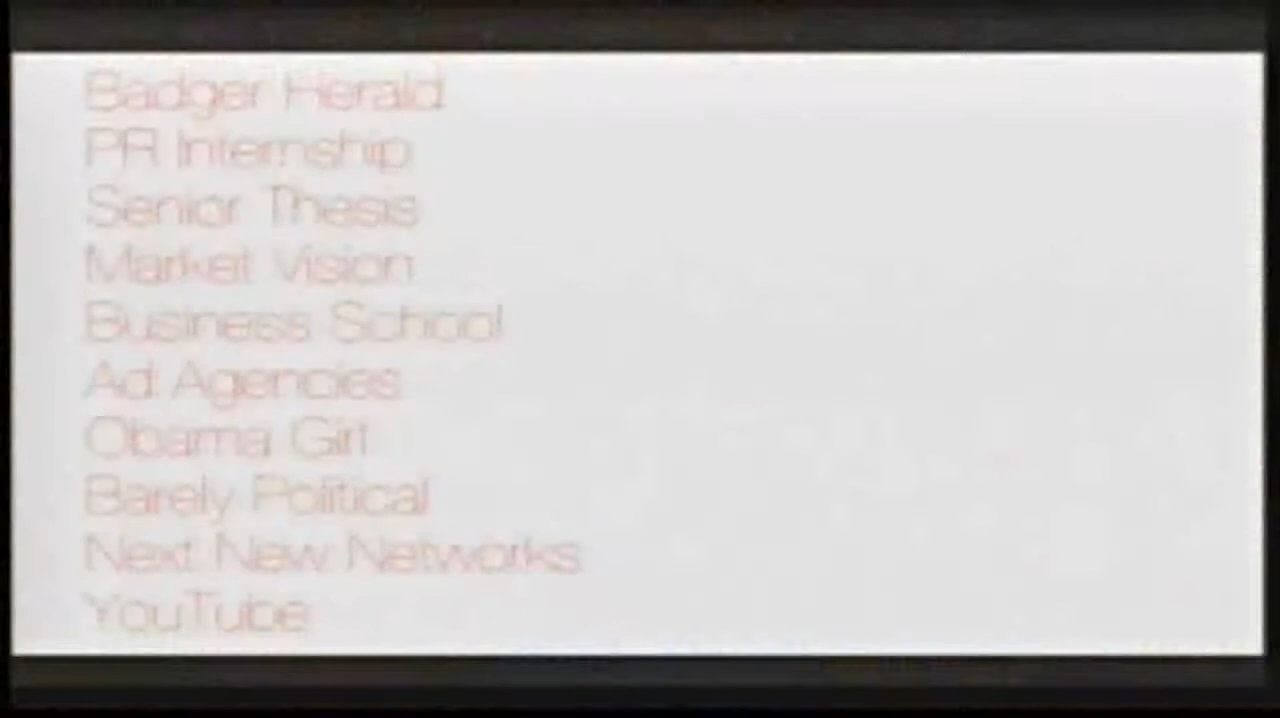 Badger Herald
PR Internship
Senior Thesis
Market Vision
Business School
Ad Agencies
Obama Girl
Barely Political
Next New Networks
YouTube